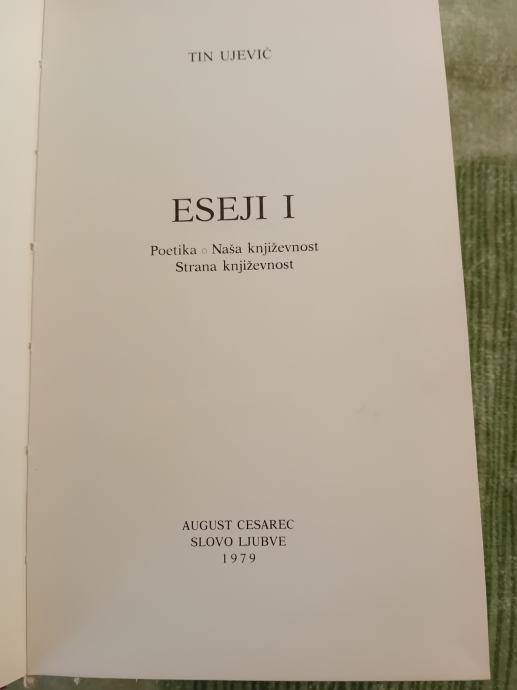 TIN UJEVIĆ
ESEJI I
Poetika ○ Naša književnost
Strana književnost
AUGUST CESAREC
SLOVO LJUBVE
1979